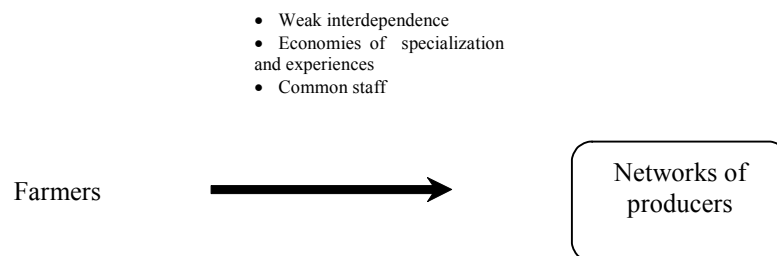 • Weak interdependence
• Economies of specialization
and experiences
• Common staff
Networks of
producers
Farmers